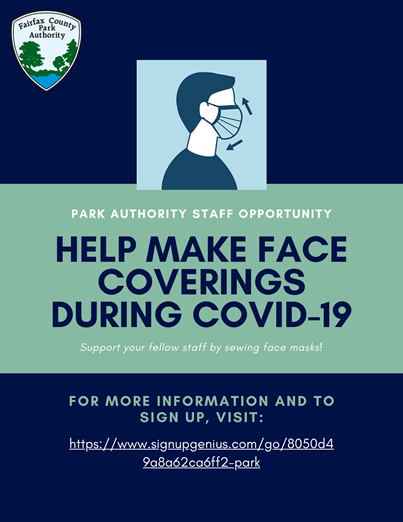 Fairfax County
Park
Authority
PARK AUTHORITY STAFF OPPORTUNITY
HELP MAKE FACE
COVERINGS
DURING COVID-19
Support your fellow staff by sewing face masks!
FOR MORE INFORMATION AND TO
SIGN UP, VISIT:
https://www.signupgenius.com/go/8050d4
9a8a62ca6ff2-park